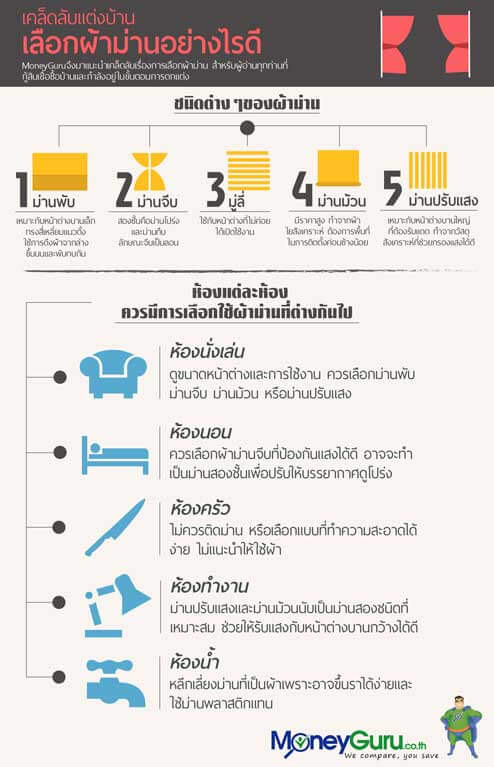 เคล็ดลับแต่งบ้าน
เลือกผ้าม่านอย่างไรดี
MoneyGuruจึงมาแนะนำเคล็ดลับเรื่องการเลือกผ้าม่าน สำหรับผู้อ่านทุกท่านที่
กู้สินเชื่อซื้อบ้านและกำลังอยู่ในขั้นตอนการตกแต่ง
ชนิดต่าง ๆของผ้าม่าน
1 ม่านพับ
เหมาะกับหน้าต่างบานเล็ก
ทรงสี่เหลี่ยมแนวตั้ง
ใช้การดึงผ้าจากล่าง
ขึ้นบนและพับทบกัน
2 ม่านจีบ
สองชั้นคือม่านโปร่ง
และม่านทึบ
ลักษณะจีบเป็นลอน
3 มู่ลี่
ใช้กับหน้าต่างที่ไม่ค่อย
ได้เปิดใช้งาน
4 ม่านม้วน
มีราคาสูง ทำจากผ้า
ใยสังเคราะห์ ต้องการพื้นที่
ในการติดตั้งค่อนข้างน้อย
5 ม่านปรับแสง
เหมาะกับหน้าต่างบานใหญ่
ที่ต้องรับแดด ทำจากวัสดุ
สังเคราะห์ที่ช่วยกรองแสงได้ดี
ห้องแต่ละห้อง
ควรมีการเลือกใช้ผ้าม่านที่ต่างกันไป
ห้องนั่งเล่น
ดูขนาดหน้าต่างและการใช้งาน ควรเลือกม่านพับ
ม่านจีบ ม่านม้วน หรือม่านปรับแสง
ห้องนอน
ควรเลือกผ้าม่านจีบที่ป้องกันแสงได้ดี อาจจะทำ
เป็นม่านสองชั้นเพื่อปรับให้บรรยากาศดูโปร่ง
ห้องครัว
ไม่ควรติดม่าน หรือเลือกแบบที่ทำความสะอาดได้
ง่าย ไม่แนะนำให้ใช้ผ้า
ห้องทำงาน
ม่านปรับแสงและม่านม้วนนับเป็นม่านสองชนิดที่
เหมาะสม ช่วยให้รับแสงกับหน้าต่างบานกว้างได้ดี
ห้องน้ำ
หลีกเลี่ยงม่านที่เป็นผ้าเพราะอาจขึ้นราได้ง่ายและ
ใช้ม่านพลาสติกแทน
MoneyGuru.co.th
We compare, you save